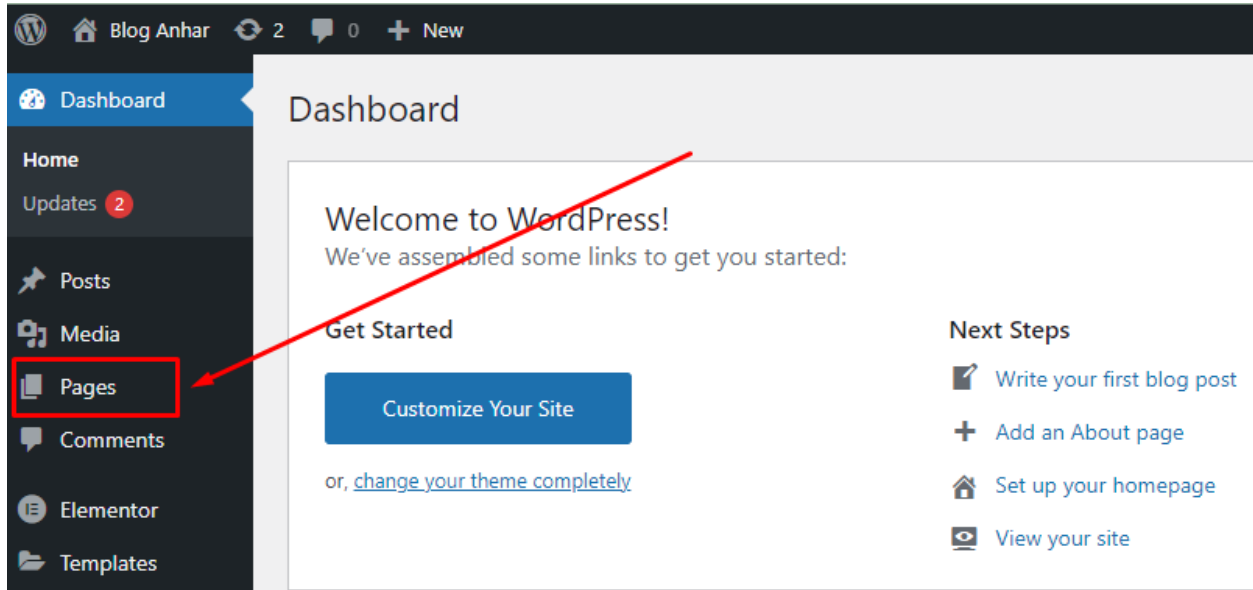 Blog Anhar 2 0 + New
Dashboard
Home
Updates 2
Posts
Media
Pages
Comments
Elementor
Templates
Dashboard
Welcome to WordPress!
We've assembled some links to get you started:
Get Started
Customize Your Site
or, change your theme completely
Next Steps
Write your first blog post
Add an About page
Set up your homepage
View your site